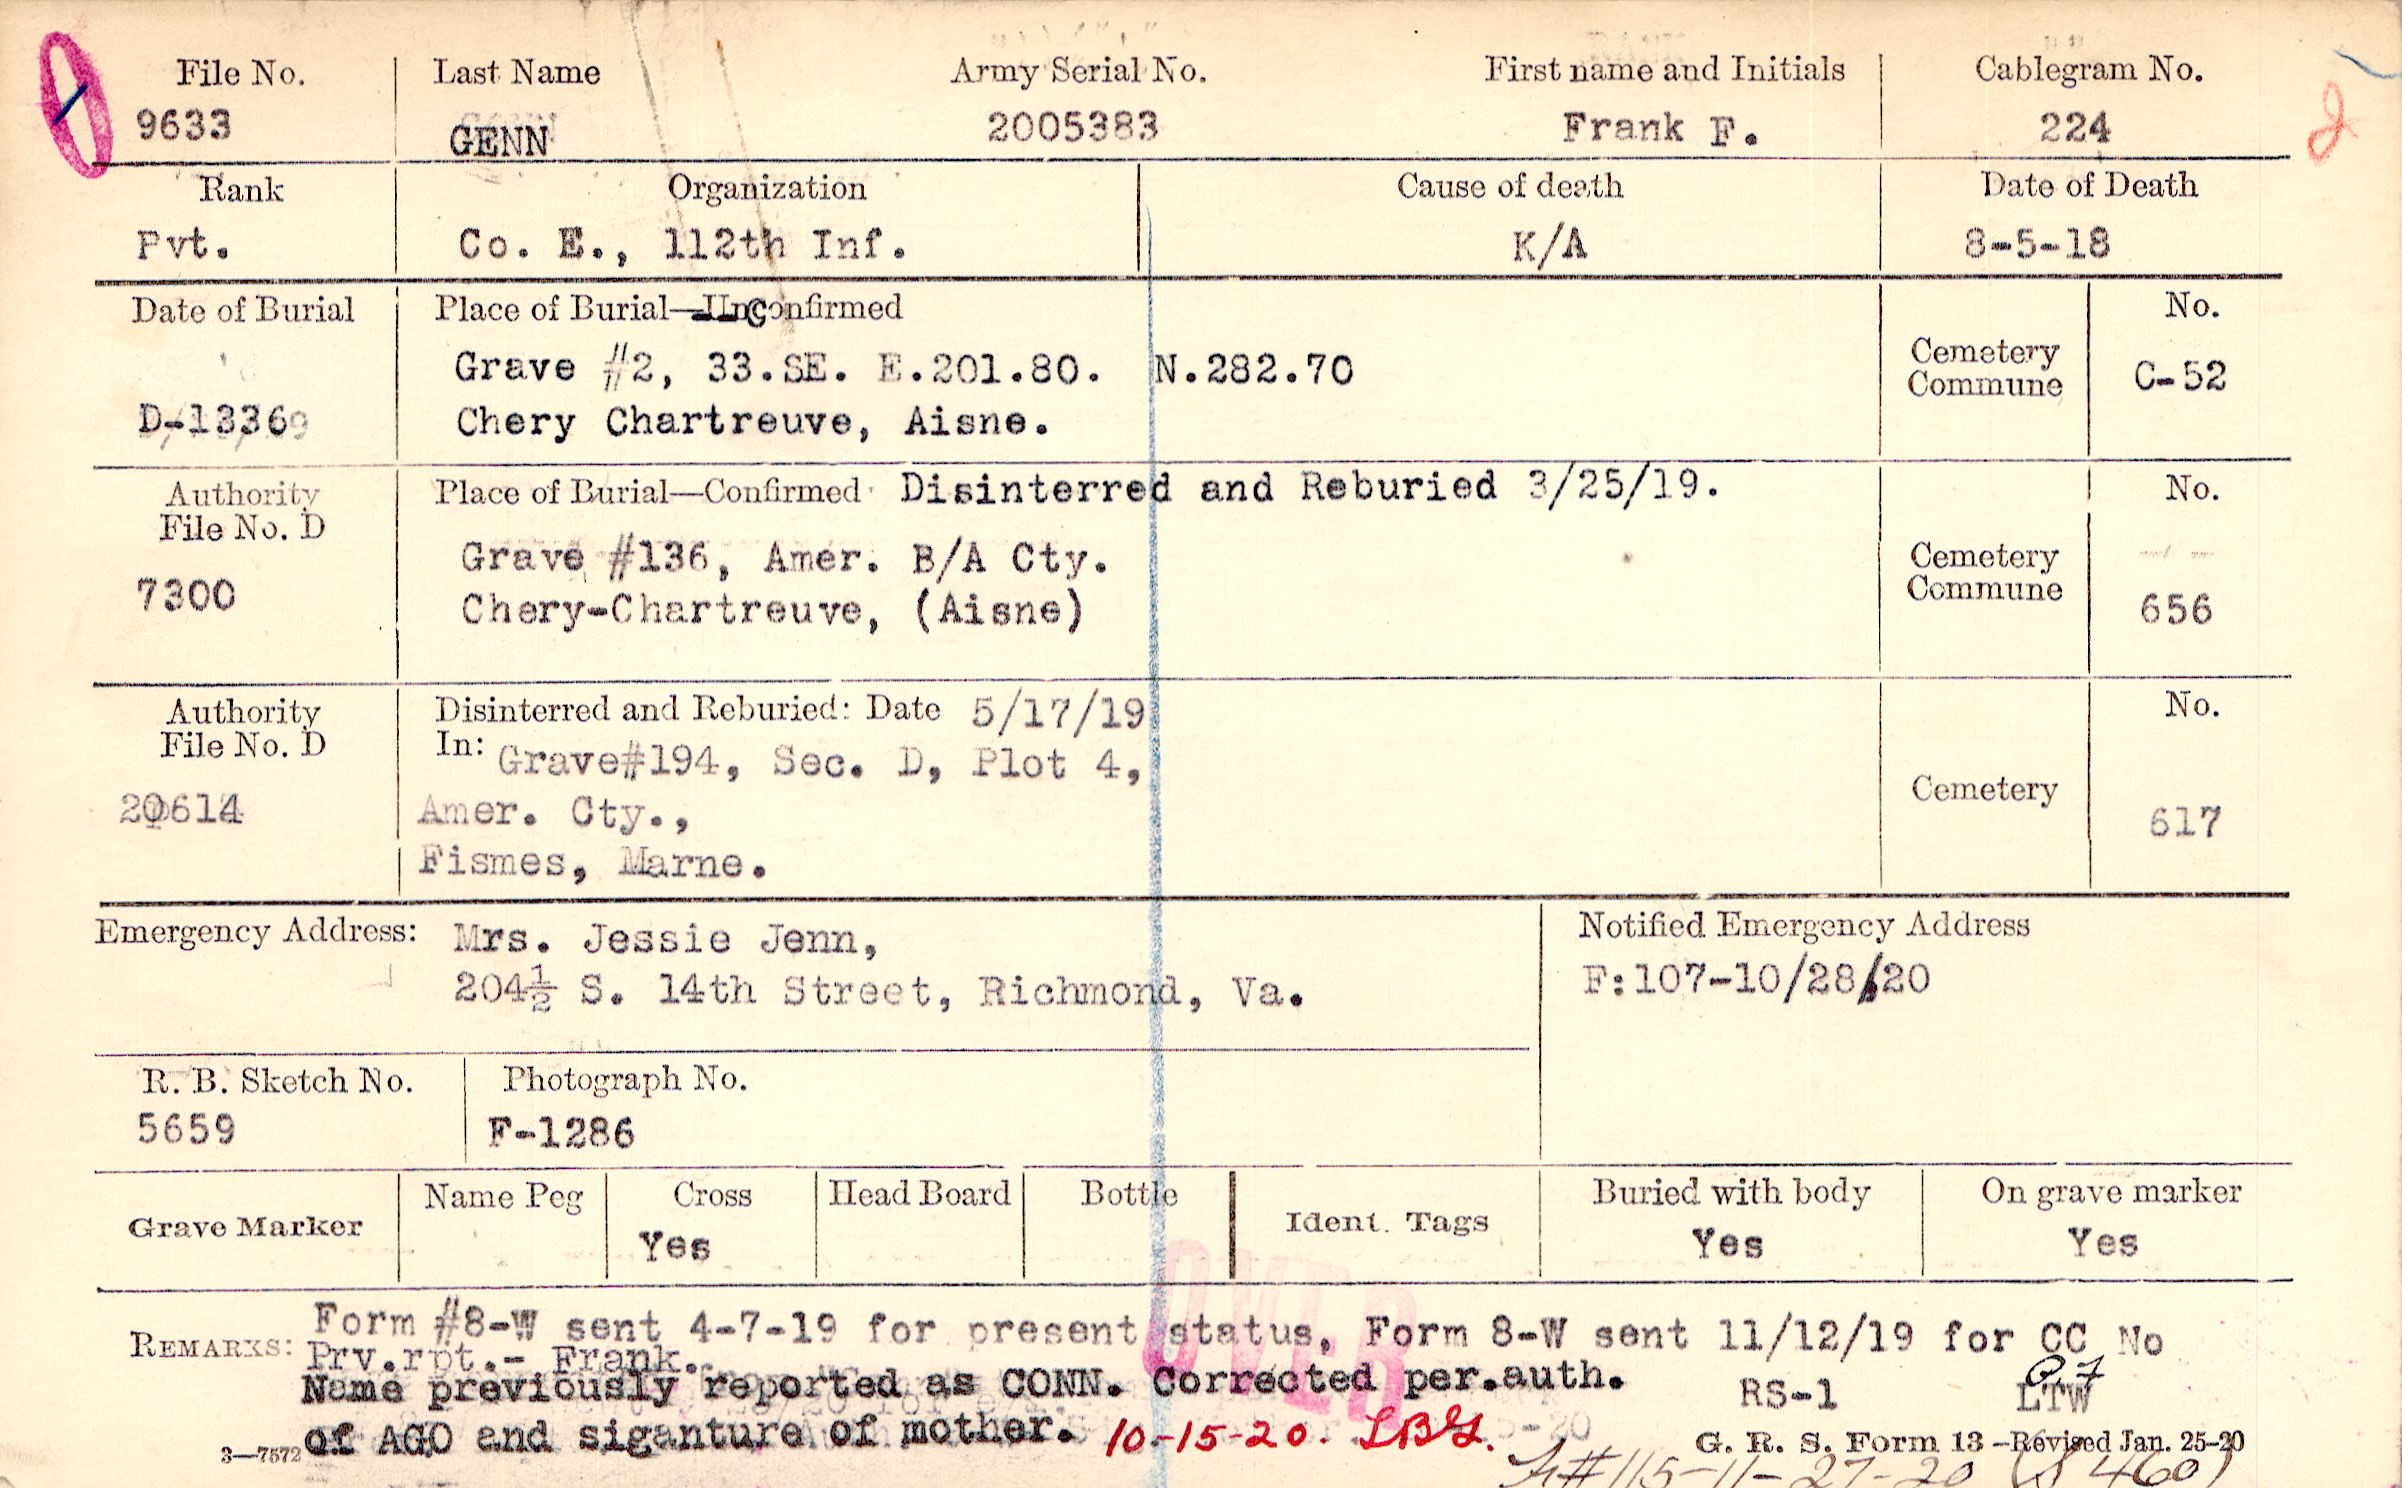 File No. Last Name Army Serial No. First name and Initials Cablegram No.
9633 GENN 2005383 Frank F. 224
Rank Organization Cause of death Date of Death
Pvt. Co. E., 112th Inf. K/A 8-5-18
Date of Burial Place of Burial—Unconfirmed No.
Grave #2, 33.SE. E.201.80. N.282.70 Cemetery Commune C-52
D-1336 Chery Chartreuve, Aisne.
Authority File No. D Place of Burial—Confirmed Disinterred and Reburied 3/25/19. No.
Grave #136, Amer. B/A Cty. Cemetery Commune
7300 Chery-Chartreuve, (Aisne) 656
Authority File No. D Disinterred and Reburied: Date 5/17/19 No.
In: Grave#194, Sec. D, Plot 4, Cemetery
20614 Amer. Cty., 617
Fismes, Marne.
Emergency Address: Mrs. Jessie Jenn, Notified Emergency Address
204½ S. 14th Street, Richmond, Va. F:107-10/28/20
R. B. Sketch No. Photograph No.
5659 F-1286
Grave Marker Name Peg Cross Head Board Bottle Ident. Tags Buried with body On grave marker
Yes Yes Yes
OVER
REMARKS: Form #8-W sent 4-7-19 for present status, Form 8-W sent 11/12/19 for CC No
Prv.rpt.- Frank.
Name previously reported as CONN. Corrected per.auth. RS-1 LTW
of AGO and siganture of mother. 10-15-20.
3—7572 G. R. S. Form 13—Revised Jan. 25-20
#115-11-27-20